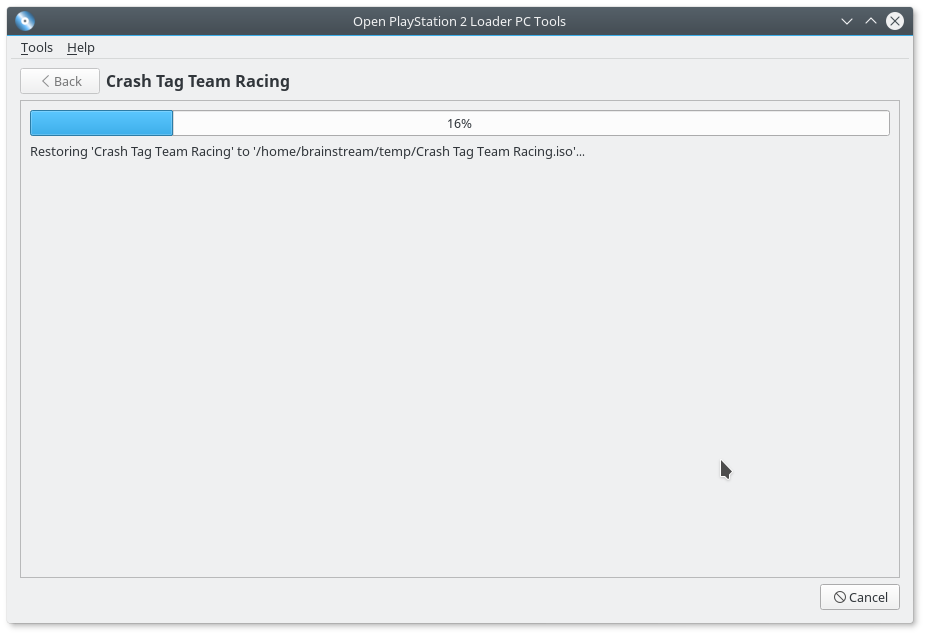 Open PlayStation 2 Loader PC Tools
Tools Help
Back Crash Tag Team Racing
16%
Restoring 'Crash Tag Team Racing' to '/home/brainstream/temp/Crash Tag Team Racing.iso'...
Cancel